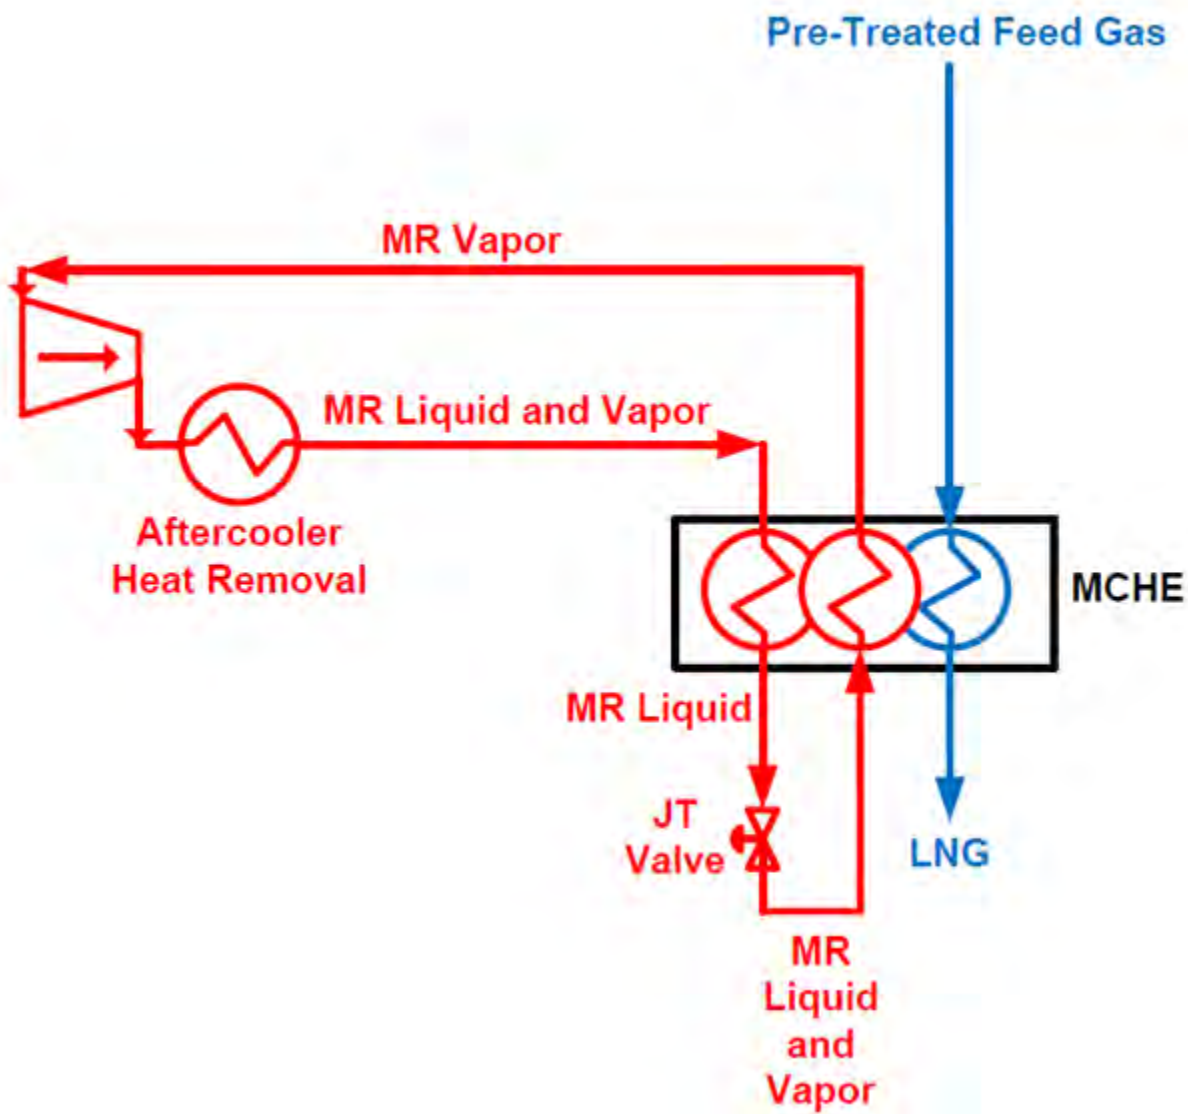 Pre-Treated Feed Gas
MR Vapor
MR Liquid and Vapor
Aftercooler
Heat Removal
MCHE
MR Liquid
JT
Valve
LNG
MR
Liquid
and
Vapor